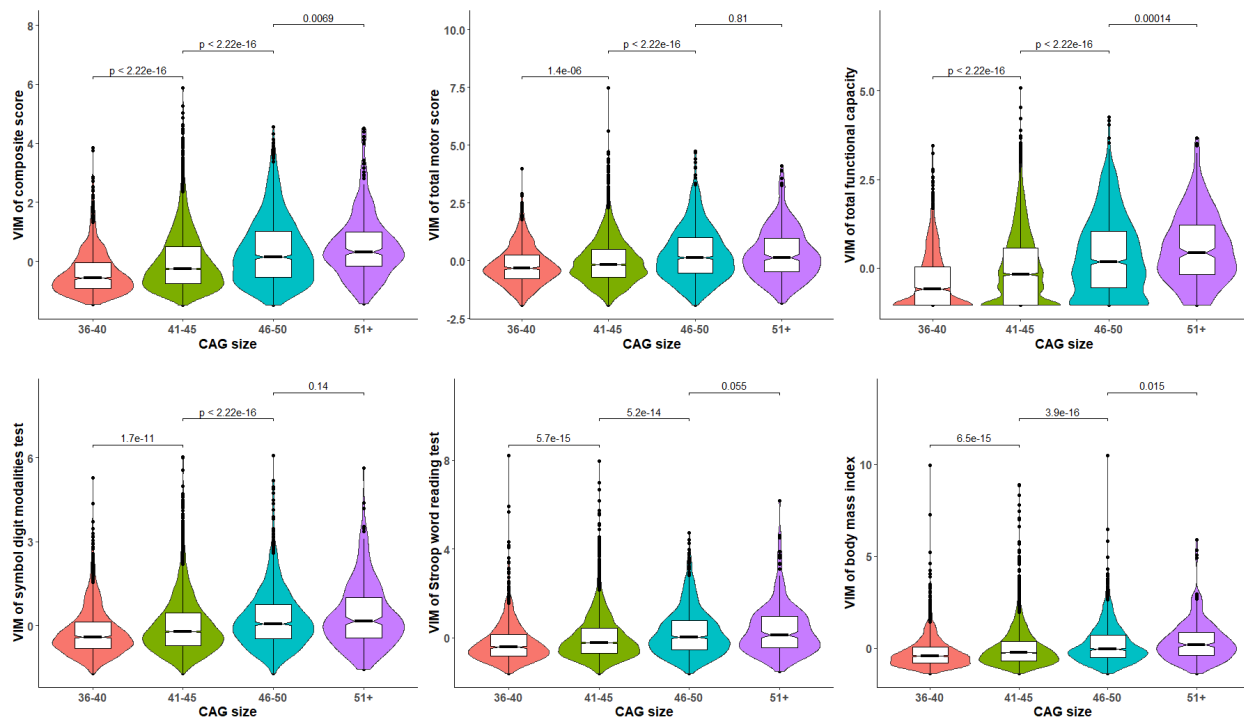 VIM of composite score
8
6
4
2
0
p < 2.22e-16
p < 2.22e-16
0.0069
36-40 41-45 46-50 51+
CAG size
VIM of total motor score
10.0
7.5
5.0
2.5
0.0
-2.5
1.4e-06
p < 2.22e-16
0.81
36-40 41-45 46-50 51+
CAG size
VIM of total functional capacity
5.0
0.0
p < 2.22e-16
p < 2.22e-16
0.00014
36-40 41-45 46-50 51+
CAG size
VIM of symbol digit modalities test
6
3
0
1.7e-11
p < 2.22e-16
0.14
36-40 41-45 46-50 51+
CAG size
VIM of Stroop word reading test
8
4
0
5.7e-15
5.2e-14
0.055
36-40 41-45 46-50 51+
CAG size
VIM of body mass index
10
5
0
6.5e-15
3.9e-16
0.015
36-40 41-45 46-50 51+
CAG size